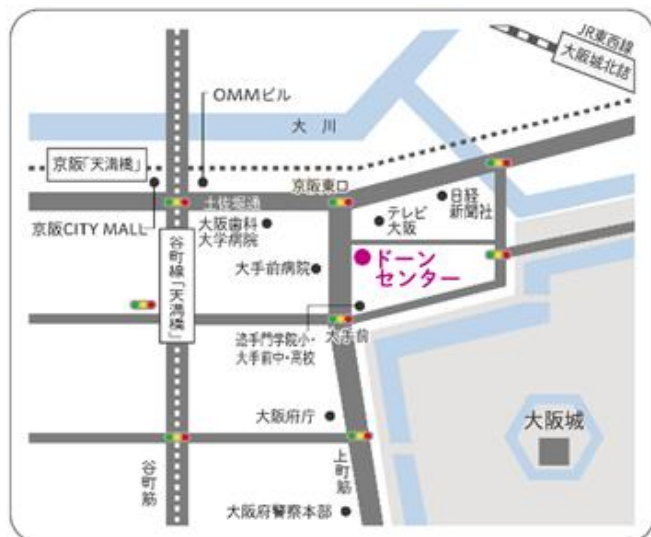 JR東西線
大阪城北詰
OMMビル
大川
京阪「天満橋」
京阪東口
土佐堀通
日経
新聞社
テレビ
大阪
京阪CITY MALL
大阪歯科
大学病院
谷町線「天満橋」
大手前病院
ドーン
センター
大手前
追手門学院小・
大手前中・高校
大阪府庁
大阪城
谷町筋
上町筋
大阪府警察本部